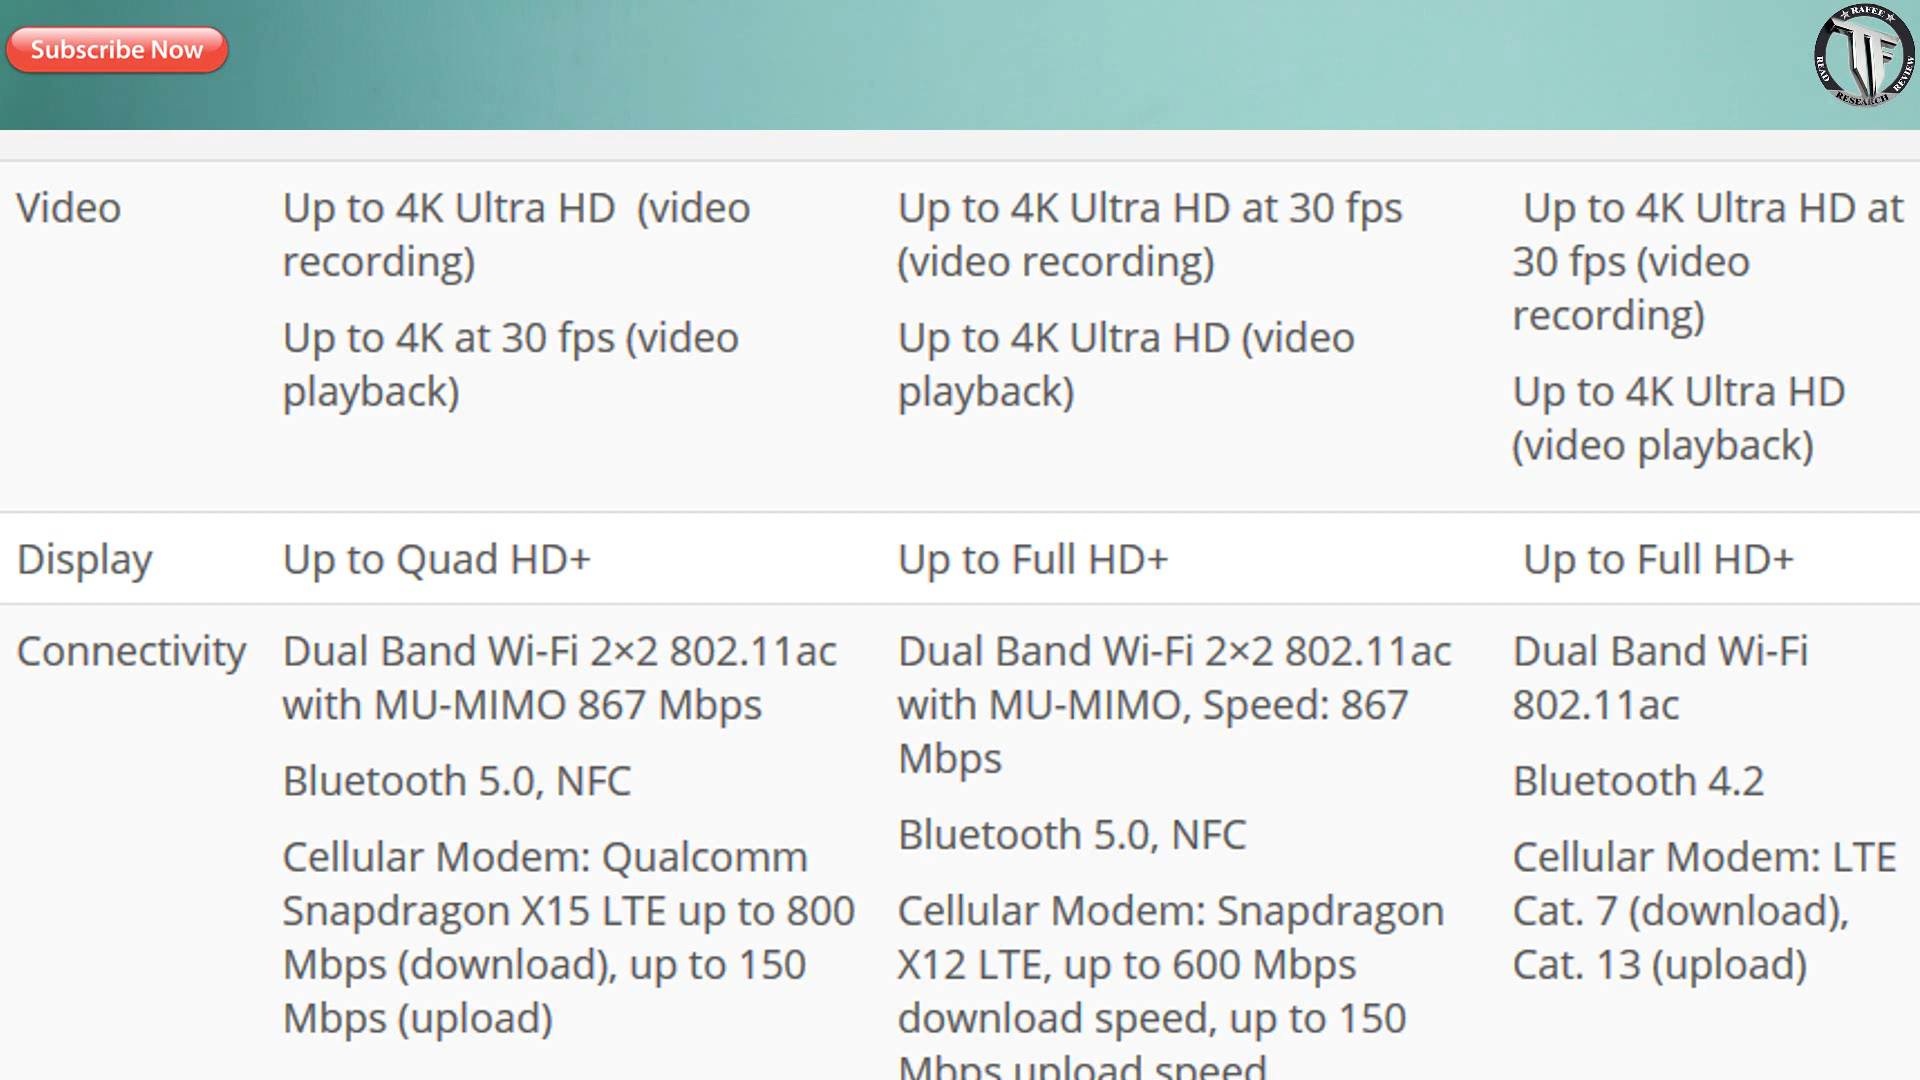 Subscribe Now
RAFEE
READ
RESEARCH
REVIEW
Video
Up to 4K Ultra HD  (video
recording)
Up to 4K at 30 fps (video
playback)
Up to 4K Ultra HD at 30 fps
(video recording)
Up to 4K Ultra HD (video
playback)
Up to 4K Ultra HD at
30 fps (video
recording)
Up to 4K Ultra HD
(video playback)
Display
Up to Quad HD+
Up to Full HD+
Up to Full HD+
Connectivity
Dual Band Wi-Fi 2×2 802.11ac
with MU-MIMO 867 Mbps
Bluetooth 5.0, NFC
Cellular Modem: Qualcomm
Snapdragon X15 LTE up to 800
Mbps (download), up to 150
Mbps (upload)
Dual Band Wi-Fi 2×2 802.11ac
with MU-MIMO, Speed: 867
Mbps
Bluetooth 5.0, NFC
Cellular Modem: Snapdragon
X12 LTE, up to 600 Mbps
download speed, up to 150
Mbps upload speed
Dual Band Wi-Fi
802.11ac
Bluetooth 4.2
Cellular Modem: LTE
Cat. 7 (download),
Cat. 13 (upload)